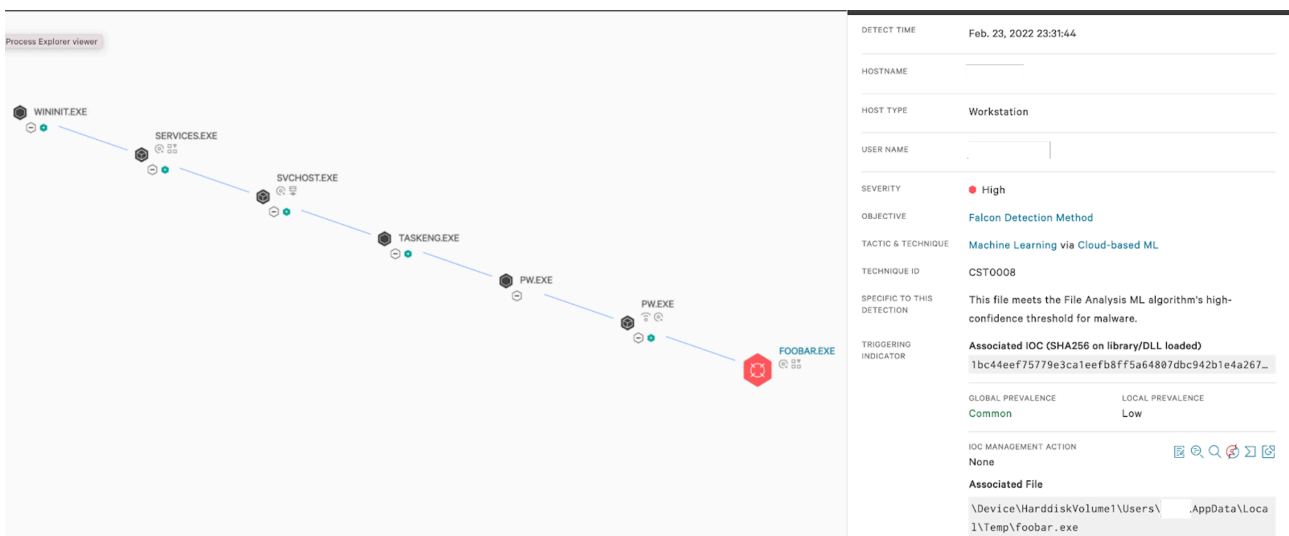 Process Explorer viewer
WININIT.EXE
SERVICES.EXE
SVCHOST.EXE
TASKENG.EXE
PW.EXE
PW.EXE
FOOBAR.EXE
DETECT TIME
Feb. 23, 2022 23:31:44
HOSTNAME
HOST TYPE
Workstation
USER NAME
SEVERITY
High
OBJECTIVE
Falcon Detection Method
TACTIC & TECHNIQUE
Machine Learning via Cloud-based ML
TECHNIQUE ID
CST0008
SPECIFIC TO THIS
DETECTION
This file meets the File Analysis ML algorithm's high-
confidence threshold for malware.
TRIGGERING
INDICATOR
Associated IOC (SHA256 on library/DLL loaded)
1bc44eef75779e3ca1eefb8ff5a64807dbc942b1e4a267…
GLOBAL PREVALENCE
Common
LOCAL PREVALENCE
Low
IOC MANAGEMENT ACTION
None
Associated File
\Device\HarddiskVolume1\Users\ .AppData\Loca
l\Temp\foobar.exe